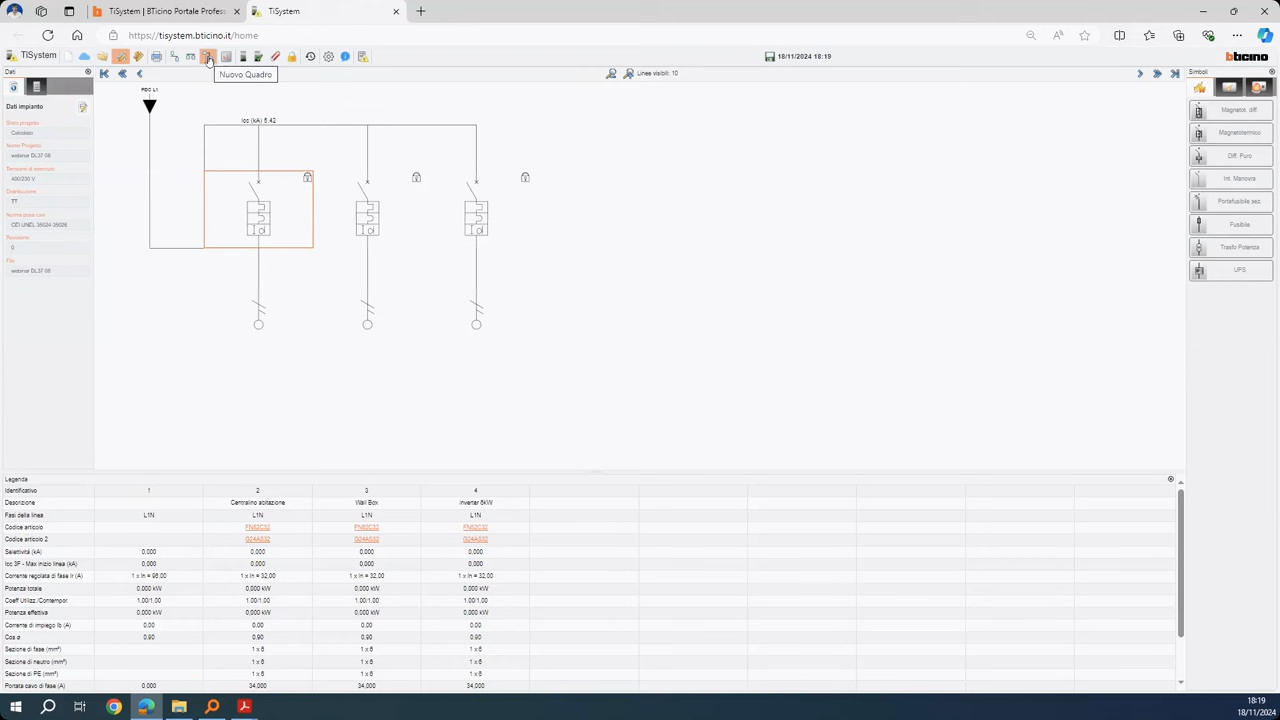 TiSystem | BTicino Portale Profess
TiSystem
https://tisystem.bticino.it/home
TiSystem
18/11/2024 18:19
bticino
Nuovo Quadro
Dati
Linee visibili: 10
Simboli
Dati impianto
Stato progetto
Calcolato
Nome Progetto
webinar DL37 08
Tensione di esercizio
400/230 V
Distribuzione
TT
Norma posa cavi
CEI UNEL 35024-35026
Revisione
0
File
webinar DL37 08
PDC L1
Icc (kA) 5,42
Magnetot. diff.
Magnetotermico
Diff. Puro
Int. Manovra
Portafusibile sez.
Fusibile
Trasfo Potenza
UPS
Legenda
Identificativo 1 2 3 4
Descrizione Centralino abitazione Wall Box Inverter 6kW
Fasi della linea L1N L1N L1N L1N
Codice articolo FN82C32 FN82C32 FN82C32
Codice articolo 2 G24AS32 G24AS32 G24AS32
Selettività (kA) 0,000 0,000 0,000 0,000
Icc 3F - Max inizio linea (kA) 0,000 0,000 0,000 0,000
Corrente regolata di fase Ir (A) 1 x In = 96,00 1 x In = 32,00 1 x In = 32,00 1 x In = 32,00
Potenza totale 0,000 kW 0,000 kW 0,000 kW 0,000 kW
Coeff Utilizz./Contempor. 1,00/1,00 1,00/1,00 1,00/1,00 1,00/1,00
Potenza effettiva 0,000 kW 0,000 kW 0,000 kW 0,000 kW
Corrente di impiego Ib (A) 0,00 0,00 0,00 0,00
Cos ø 0,90 0,90 0,90 0,90
Sezione di fase (mm²) 1 x 6 1 x 6 1 x 6
Sezione di neutro (mm²) 1 x 6 1 x 6 1 x 6
Sezione di PE (mm²) 1 x 6 1 x 6 1 x 6
Portata cavo di fase (A) 0,000 34,000 34,000 34,000
18:19
18/11/2024